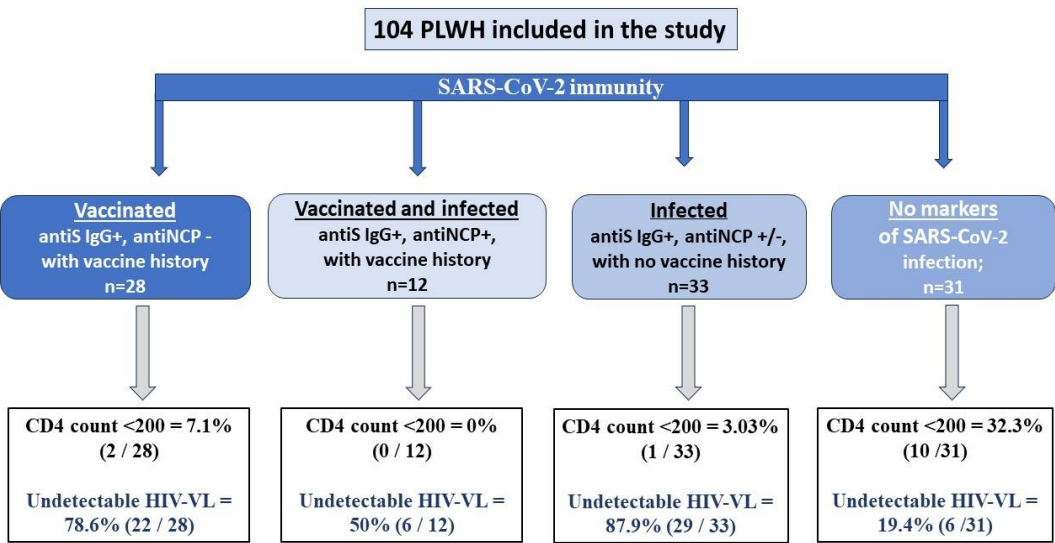 104 PLWH included in the study
SARS-CoV-2 immunity
Vaccinated
antiS IgG+, antiNCP -
with vaccine history
n=28
Vaccinated and infected
antiS IgG+, antiNCP+,
with vaccine history
n=12
Infected
antiS IgG+, antiNCP +/-,
with no vaccine history
n=33
No markers
of SARS-CoV-2
infection;
n=31
CD4 count <200 = 7.1%
(2 / 28)
Undetectable HIV-VL =
78.6% (22 / 28)
CD4 count <200 = 0%
(0 / 12)
Undetectable HIV-VL =
50% (6 / 12)
CD4 count <200 = 3.03%
(1 / 33)
Undetectable HIV-VL =
87.9% (29 / 33)
CD4 count <200 = 32.3%
(10 /31)
Undetectable HIV-VL =
19.4% (6 /31)